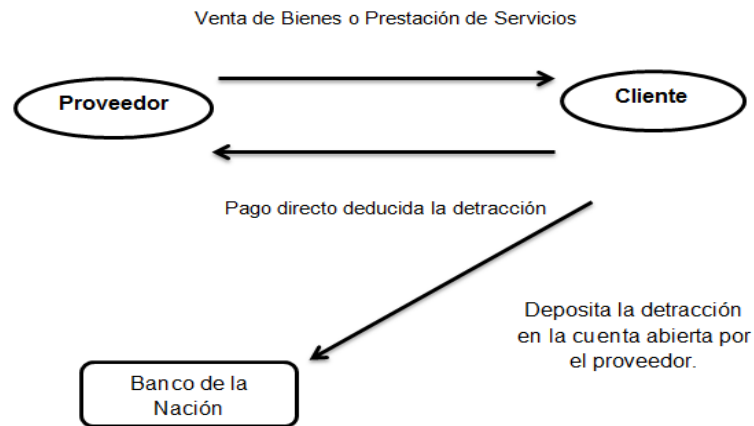 Venta de Bienes o Prestación de Servicios
Proveedor
Cliente
Pago directo deducida la detracción
Deposita la detracción
en la cuenta abierta por
el proveedor.
Banco de la
Nación